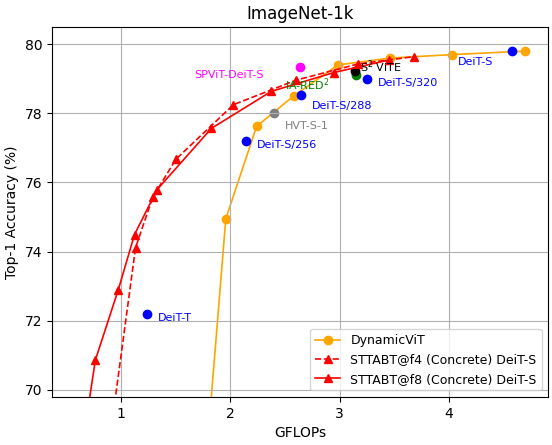 ImageNet-1k
80
78
76
74
72
70
Top-1 Accuracy (%)
SPViT-DeiT-S
S² ViTE
DeiT-S
IA-RED²
DeiT-S/320
DeiT-S/288
HVT-S-1
DeiT-S/256
DeiT-T
DynamicViT
STTABT@f4 (Concrete) DeiT-S
STTABT@f8 (Concrete) DeiT-S
1 2 3 4
GFLOPs